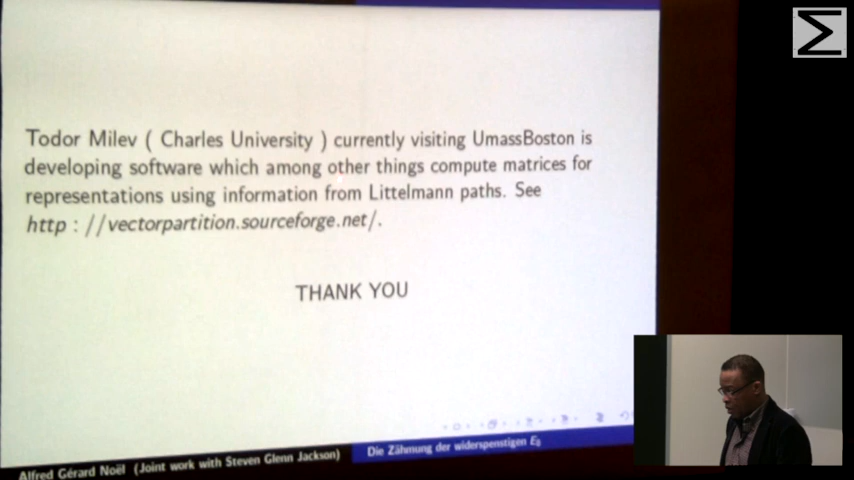 Todor Milev ( Charles University ) currently visiting UmassBoston is
developing software which among other things compute matrices for
representations using information from Littelmann paths. See
http : //vectorpartition.sourceforge.net/.
THANK YOU
Alfred Gérard Noël (Joint work with Steven Glenn Jackson)
Die Zähmung der widerspenstigen E₈